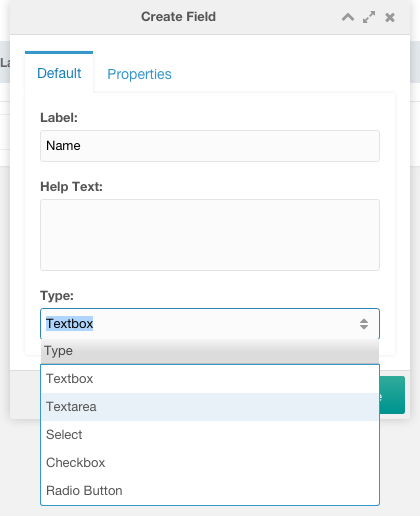 Create Field
La
Default
Properties
Label:
Name
Help Text:
Type:
Textbox
Type
Textbox
Textarea
Select
Checkbox
Radio Button
e